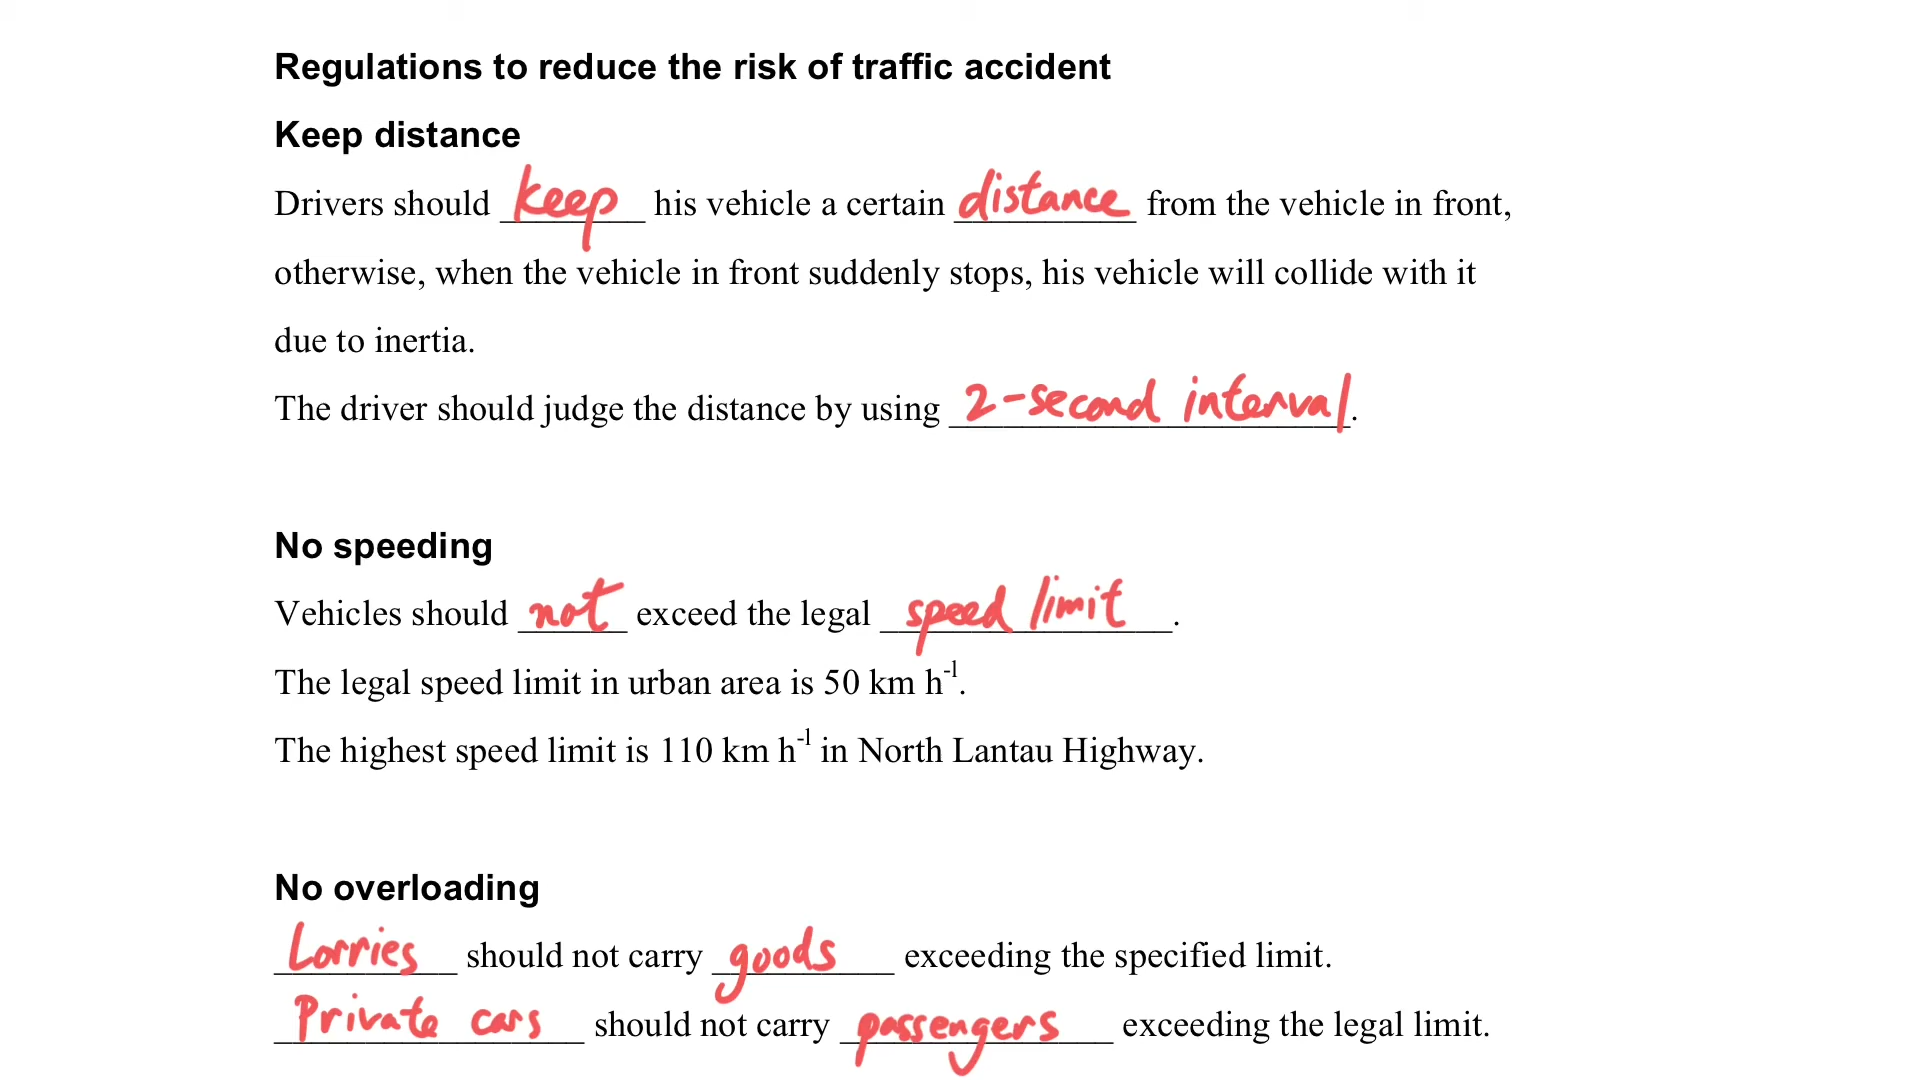 Regulations to reduce the risk of traffic accident
Keep distance
Drivers should keep his vehicle a certain distance from the vehicle in front,
otherwise, when the vehicle in front suddenly stops, his vehicle will collide with it
due to inertia.
The driver should judge the distance by using 2-second interval.
No speeding
Vehicles should not exceed the legal speed limit.
The legal speed limit in urban area is 50 km h⁻¹.
The highest speed limit is 110 km h⁻¹ in North Lantau Highway.
No overloading
Lorries should not carry goods exceeding the specified limit.
Private cars should not carry passengers exceeding the legal limit.